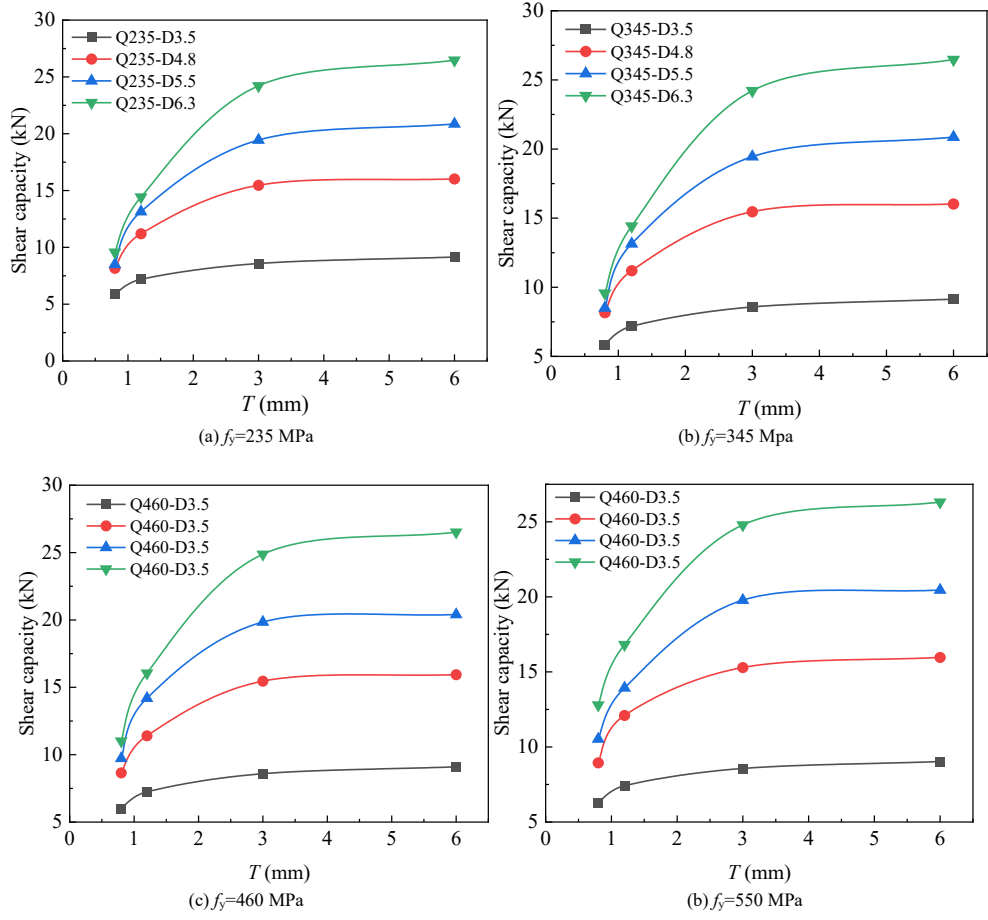 30
25
20
15
10
5
0
Shear capacity (kN)
Q235-D3.5
Q235-D4.8
Q235-D5.5
Q235-D6.3
0 1 2 3 4 5 6
T (mm)
(a) fy=235 MPa
30
25
20
15
10
5
Shear capacity (kN)
Q345-D3.5
Q345-D4.8
Q345-D5.5
Q345-D6.3
0 1 2 3 4 5 6
T (mm)
(b) fy=345 Mpa
30
25
20
15
10
5
Shear capacity (kN)
Q460-D3.5
Q460-D3.5
Q460-D3.5
Q460-D3.5
0 1 2 3 4 5 6
T (mm)
(c) fy=460 MPa
25
20
15
10
5
Shear capacity (kN)
Q460-D3.5
Q460-D3.5
Q460-D3.5
Q460-D3.5
0 1 2 3 4 5 6
T (mm)
(b) fy=550 MPa